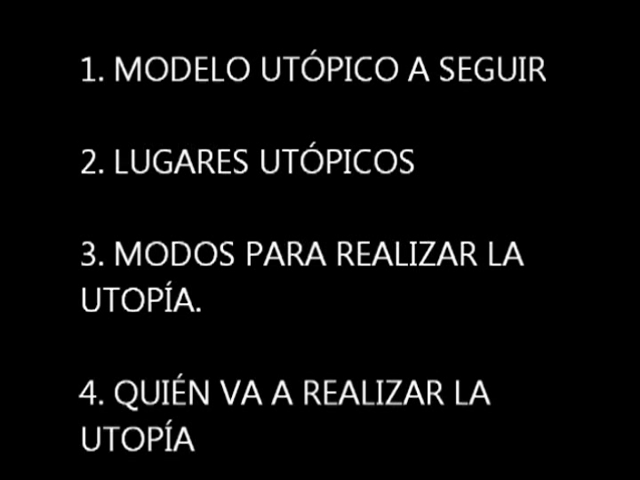 1. MODELO UTÓPICO A SEGUIR
2. LUGARES UTÓPICOS
3. MODOS PARA REALIZAR LA
UTOPÍA.
4. QUIÉN VA A REALIZAR LA
UTOPÍA